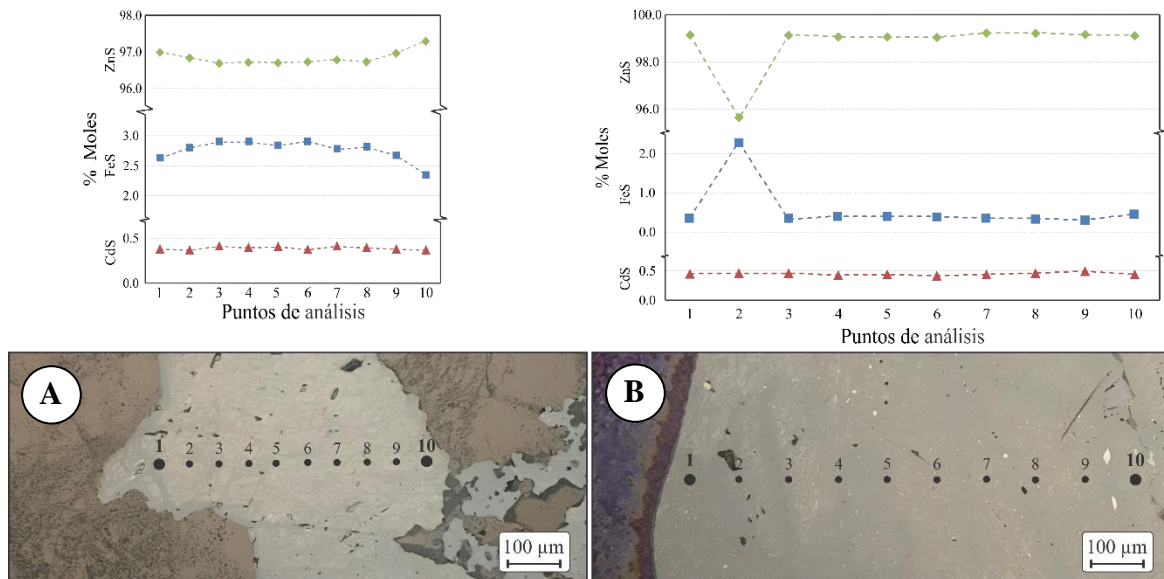 98.0
97.0
96.0
ZnS
3.0
2.5
2.0
FeS
% Moles
0.5
0.0
CdS
1 2 3 4 5 6 7 8 9 10
Puntos de análisis
100.0
98.0
96.0
ZnS
2.0
1.0
0.0
FeS
% Moles
0.5
0.0
CdS
1 2 3 4 5 6 7 8 9 10
Puntos de análisis
A
1 2 3 4 5 6 7 8 9 10
100 µm
B
1 2 3 4 5 6 7 8 9 10
100 µm